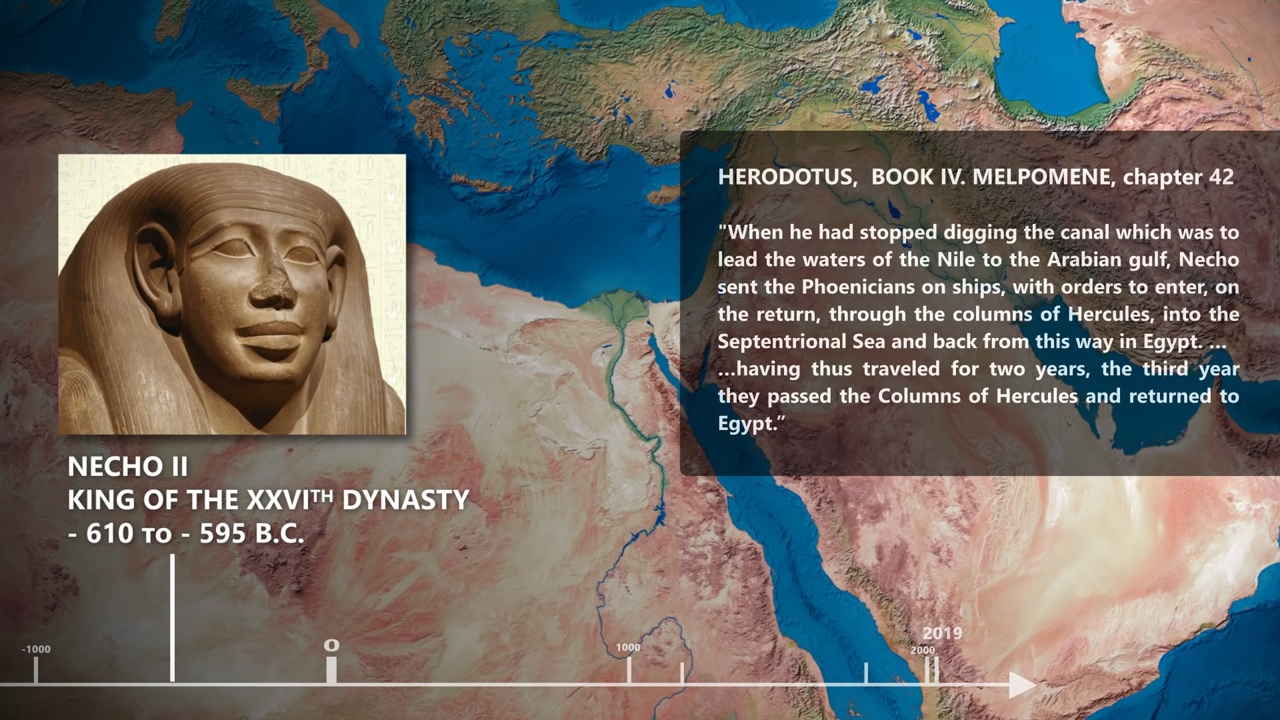 HERODOTUS, BOOK IV. MELPOMENE, chapter 42
"When he had stopped digging the canal which was to
lead the waters of the Nile to the Arabian gulf, Necho
sent the Phoenicians on ships, with orders to enter, on
the return, through the columns of Hercules, into the
Septentrional Sea and back from this way in Egypt. ...
...having thus traveled for two years, the third year
they passed the Columns of Hercules and returned to
Egypt.”
NECHO II
KING OF THE XXVITH DYNASTY
- 610 TO - 595 B.C.
-1000
0
1000
2000
2019